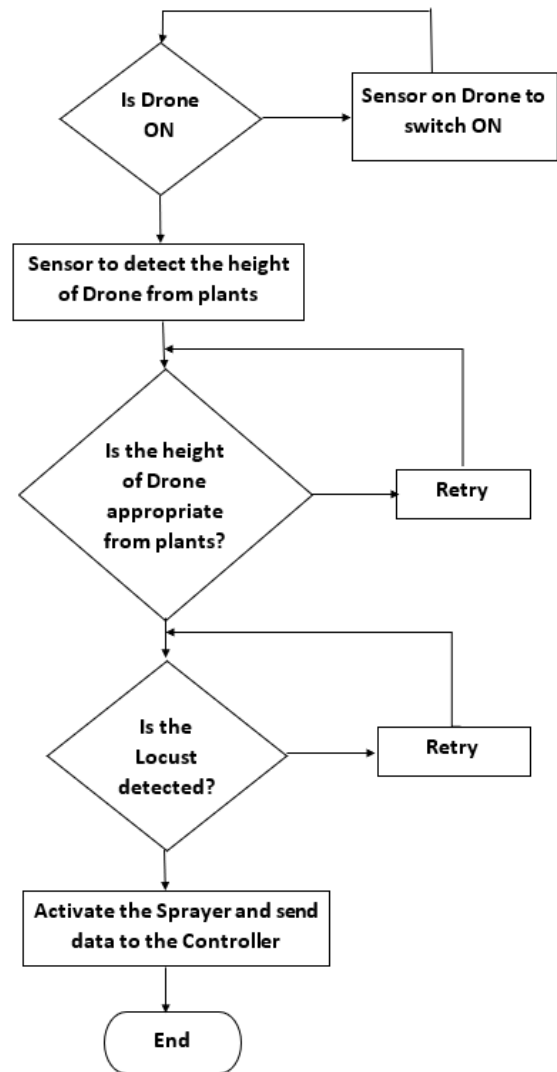 Is Drone
ON
Sensor on Drone to
switch ON
Sensor to detect the height
of Drone from plants
Is the height
of Drone
appropriate
from plants?
Retry
Is the
Locust
detected?
Retry
Activate the Sprayer and send
data to the Controller
End